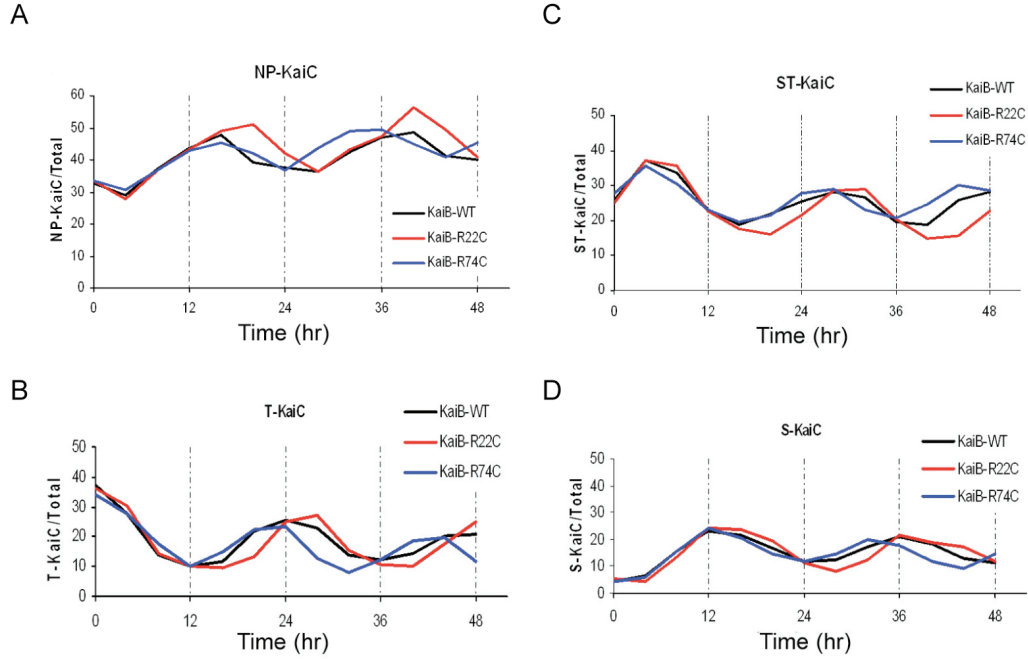 A
NP-KaiC
NP-KaiC/Total
60
50
40
30
20
10
0
0 12 24 36 48
Time (hr)
KaiB-WT
KaiB-R22C
KaiB-R74C
C
ST-KaiC
KaiB-WT
KaiB-R22C
KaiB-R74C
ST-KaiC/Total
50
40
30
20
10
0
0 12 24 36 48
Time (hr)
B
T-KaiC
KaiB-WT
KaiB-R22C
KaiB-R74C
T-KaiC/Total
50
40
30
20
10
0
0 12 24 36 48
Time (hr)
D
S-KaiC
KaiB-WT
KaiB-R22C
KaiB-R74C
S-KaiC/Total
50
40
30
20
10
0
0 12 24 36 48
Time (hr)